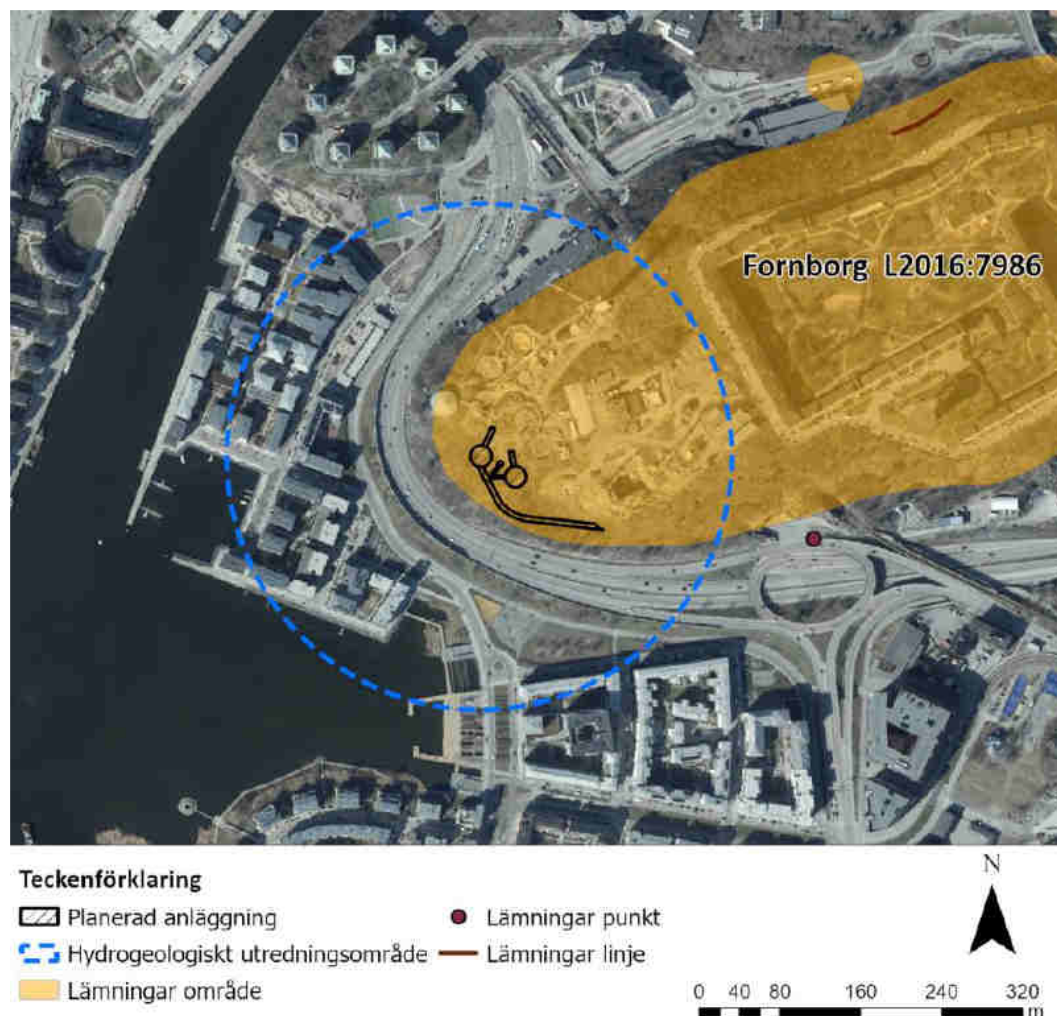 Fornborg L2016:7986
Teckenförklaring
Planerad anläggning
Hydrogeologiskt utredningsområde
Lämningar område
Lämningar punkt
Lämningar linje
N
0 40 80 160 240 320
m